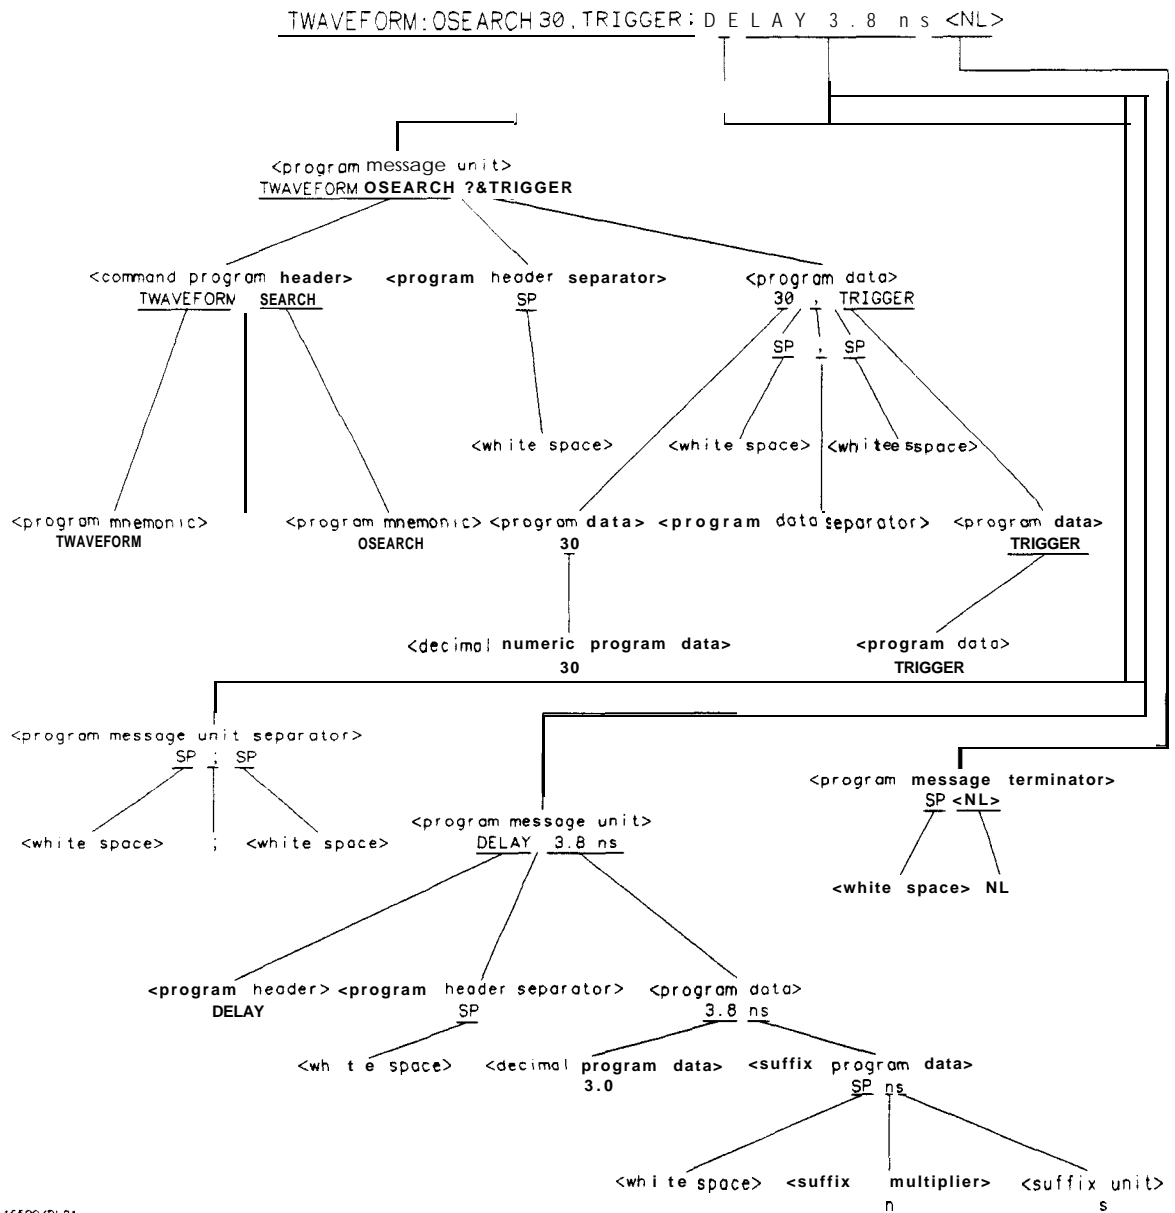 TWAVEFORM:OSEARCH 30,TRIGGER; DELAY 3.8 ns <NL>
<program message unit>
TWAVEFORM OSEARCH ?&TRIGGER
<command program header> <program header separator> <program data>
TWAVEFORM SEARCH SP 30 , TRIGGER
SP , SP
<white space> <white space> <whiteesspace>
<program mnemonic> <program mnemonic> <program data> <program data separator> <program data>
TWAVEFORM OSEARCH 30 TRIGGER
<decimal numeric program data> <program data>
30 TRIGGER
<program message unit separator>
SP ; SP
<program message terminator>
SP <NL>
<program message unit>
<white space> ; <white space> DELAY 3.8 ns
<white space> NL
<program header> <program header separator> <program data>
DELAY SP 3.8 ns
<wh t e space> <decimal program data> <suffix program data>
3.0 SP ns
<white space> <suffix multiplier> <suffix unit>
n s